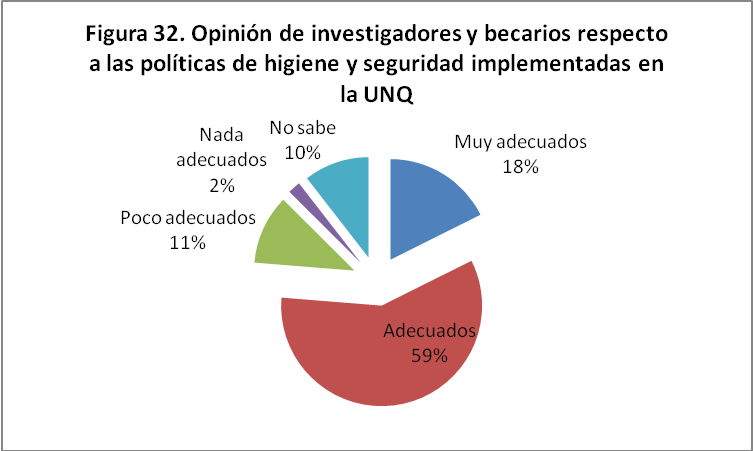 Figura 32. Opinión de investigadores y becarios respecto
a las políticas de higiene y seguridad implementadas en
la UNQ
Muy adecuados
18%
Adecuados
59%
Poco adecuados
11%
Nada
adecuados
2%
No sabe
10%